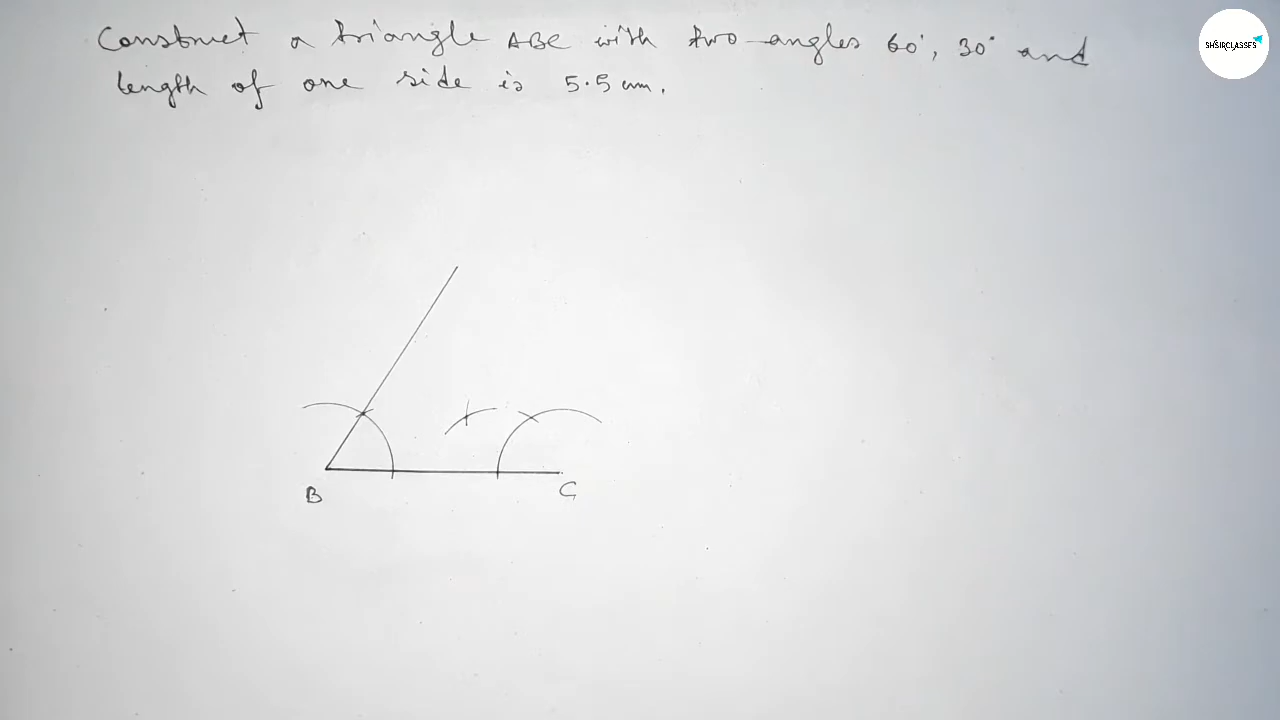 Construct a triangle ABC with two angles 60°, 30° and
length of one side is 5.5 cm.
SHSIRCLASSES
B
C